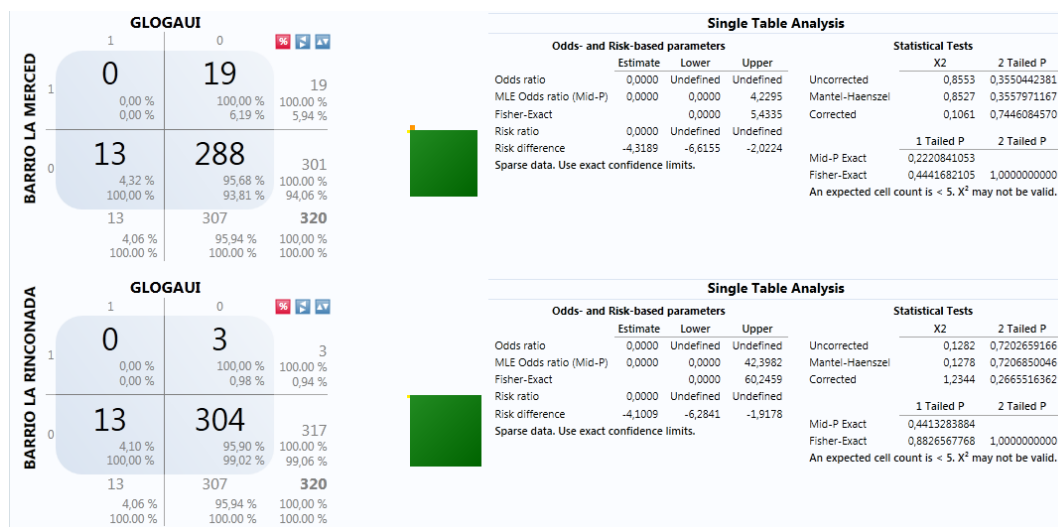 GLOGAUI
1 0 %
BARRIO LA MERCED
1 0 19 19
0,00 % 100,00 % 100.00 %
0,00 % 6,19 % 5,94 %
0 13 288 301
4,32 % 95,68 % 100.00 %
100,00 % 93,81 % 94,06 %
13 307 320
4,06 % 95,94 % 100,00 %
100.00 % 100.00 % 100.00 %
Single Table Analysis
Odds- and Risk-based parameters
Estimate Lower Upper
Odds ratio 0,0000 Undefined Undefined
MLE Odds ratio (Mid-P) 0,0000 0,0000 4,2295
Fisher-Exact 0,0000 5,4335
Risk ratio 0,0000 Undefined Undefined
Risk difference -4,3189 -6,6155 -2,0224
Sparse data. Use exact confidence limits.
Statistical Tests
X2 2 Tailed P
Uncorrected 0,8553 0,3550442381
Mantel-Haenszel 0,8527 0,3557971167
Corrected 0,1061 0,7446084570
1 Tailed P 2 Tailed P
Mid-P Exact 0,2220841053
Fisher-Exact 0,4441682105 1,0000000000
An expected cell count is < 5. X² may not be valid.
GLOGAUI
1 0 %
BARRIO LA RINCONADA
1 0 3 3
0,00 % 100,00 % 100.00 %
0,00 % 0,98 % 0,94 %
0 13 304 317
4,10 % 95,90 % 100.00 %
100,00 % 99,02 % 99,06 %
13 307 320
4,06 % 95,94 % 100,00 %
100.00 % 100.00 % 100.00 %
Single Table Analysis
Odds- and Risk-based parameters
Estimate Lower Upper
Odds ratio 0,0000 Undefined Undefined
MLE Odds ratio (Mid-P) 0,0000 0,0000 42,3982
Fisher-Exact 0,0000 60,2459
Risk ratio 0,0000 Undefined Undefined
Risk difference -4,1009 -6,2841 -1,9178
Sparse data. Use exact confidence limits.
Statistical Tests
X2 2 Tailed P
Uncorrected 0,1282 0,7202659166
Mantel-Haenszel 0,1278 0,7206850046
Corrected 1,2344 0,2665516362
1 Tailed P 2 Tailed P
Mid-P Exact 0,4413283884
Fisher-Exact 0,8826567768 1,0000000000
An expected cell count is < 5. X² may not be valid.